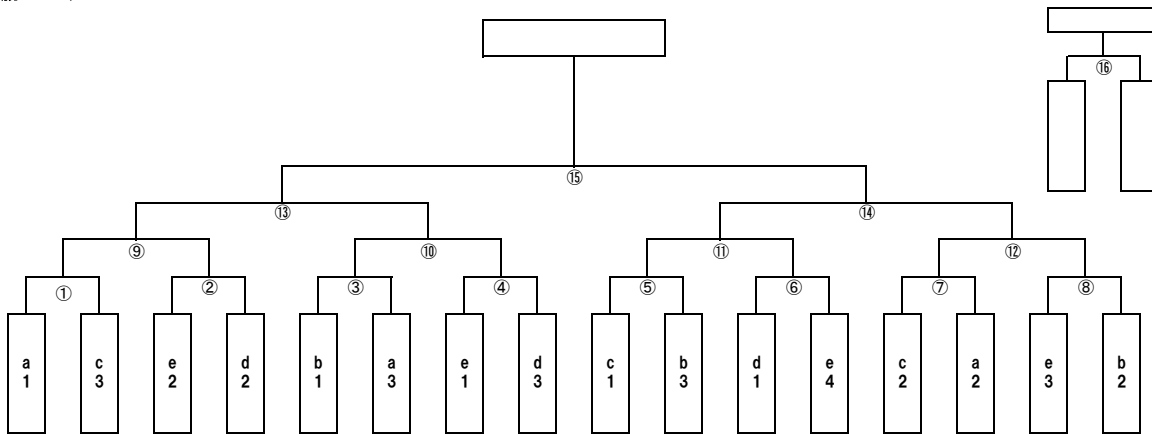 ⑯
⑮
⑬ ⑭
⑨ ⑩ ⑪ ⑫
① ② ③ ④ ⑤ ⑥ ⑦ ⑧
a c e d b a e d c b d e c a e b
1 3 2 2 1 3 1 3 1 3 1 4 2 2 3 2